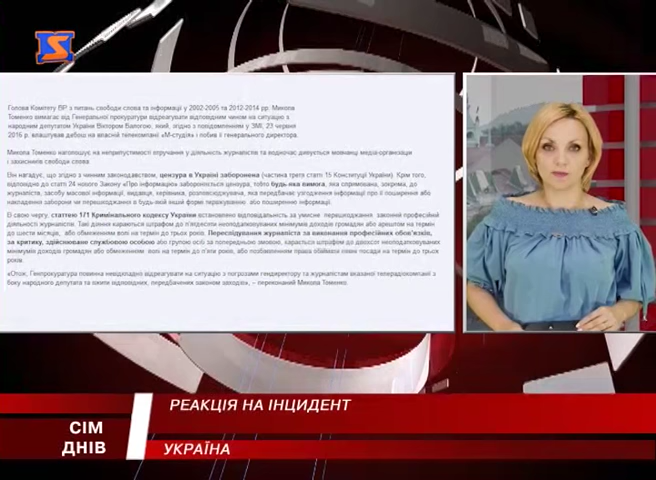 Голова Комітету ВР з питань свободи слова та інформації у 2002-2005 та 2012-2014 рр. Микола
Томенко вимагає від Генеральної прокуратури відреагувати відповідним чином на ситуацію з
народним депутатом України Віктором Балогою, який, згідно з повідомленням у ЗМІ, 23 червня
2016 р. влаштував дебош на власній телекомпанії «М-студія» і побив її генерального директора.
Микола Томенко наголошує на неприпустимості втручання у діяльність журналістів та водночас дивується мовчанці медіа-організацій
і захисників свободи слова
Він нагадує, що згідно з чинним законодавством, цензура в Україні заборонена (частина третя статті 15 Конституції України). Крім того,
відповідно до статті 24 нового Закону «Про інформацію» забороняється цензура, тобто будь-яка вимога, яка спрямована, зокрема, до
журналіста, засобу масової інформації, видавця, керівника, розповсюджувача, яка передбачає узгодження інформації про її поширення або
накладення заборони чи перешкоджання в будь-якій іншій формі тиражуванню або поширенню інформації.
В свою чергу, статтею 171 Кримінального кодексу України встановлено відповідальність за умисне перешкоджання законній професійній
діяльності журналістів. Такі діяння караються штрафом до п'ятдесяти неоподатковуваних мінімумів доходів громадян або арештом на термін
до шести місяців, або обмеженням волі на термін до трьох років. Переслідування журналіста за виконання професійних обов'язків,
за критику, здійснюване службовою особою або групою осіб за попередньою змовою, карається штрафом до двохсот неоподатковуваних
мінімумів доходів громадян або обмеженням волі на термін до п'яти років, або позбавленням права обіймати певні посади на термін до трьох
років.
«Отож, Генпрокуратура повинна невідкладно відреагувати на ситуацію з погрозами гендиректору та журналістам вказаної телерадіокомпанії з
боку народного депутата та вжити відповідних, передбачених законом заходів», – переконаний Микола Томенко.
РЕАКЦІЯ НА ІНЦИДЕНТ
СІМ
ДНІВ
УКРАЇНА